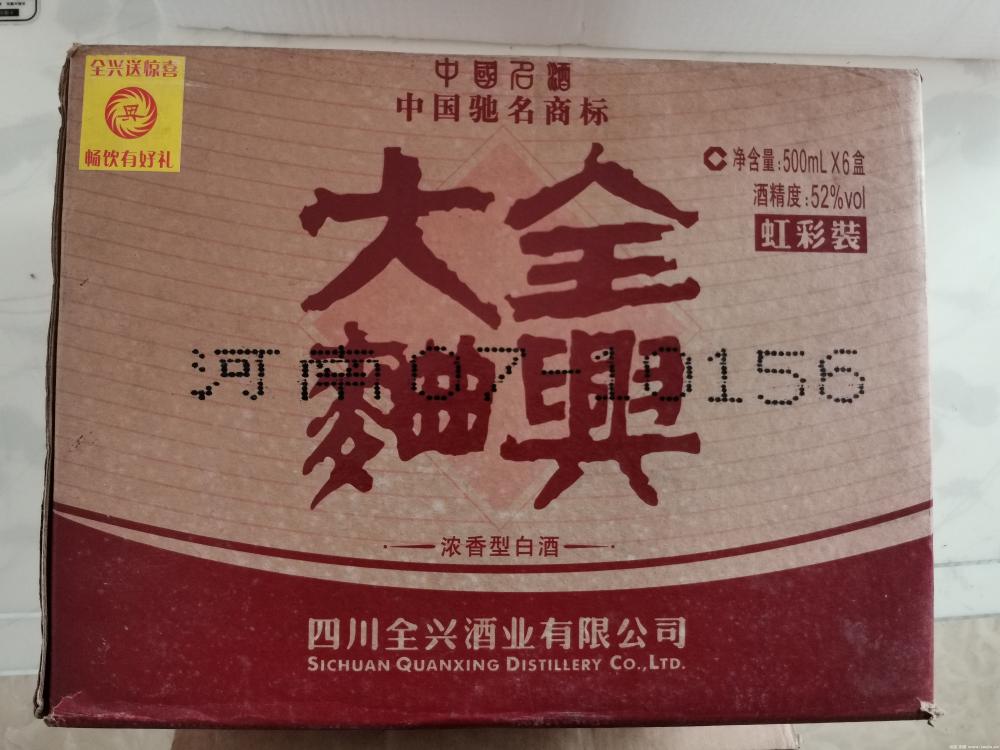 全兴送惊喜
畅饮有好礼
中國名酒
中国驰名商标
净含量:500mL X6盒
酒精度:52%vol
虹彩裝
全興
大麯
河南07-10156
浓香型白酒
四川全兴酒业有限公司
SICHUAN QUANXING DISTILLERY CO.,LTD.